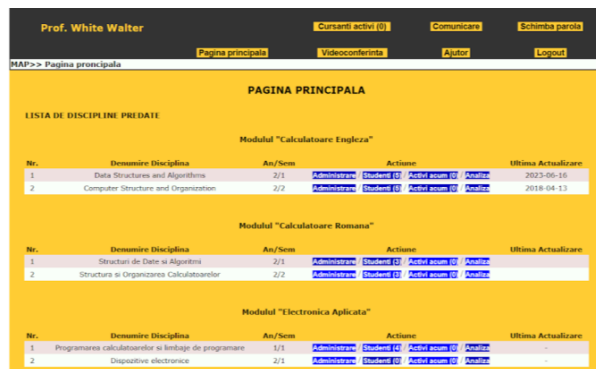 Prof. White Walter Cursanti activi (0) Comunicare Schimba parola
Pagina principala Videoconferinta Ajutor Logout
MAP>> Pagina proncipala
PAGINA PRINCIPALA
LISTA DE DISCIPLINE PREDATE
Modulul "Calculatoare Engleza"
Nr. Denumire Disciplina An/Sem Actiune Ultima Actualizare
1 Data Structures and Algorithms 2/1 Administrare / Studenti (5) / Activi acum (0) / Analiza 2023-06-16
2 Computer Structure and Organization 2/2 Administrare / Studenti (8) / Activi acum (0) / Analiza 2018-04-13
Modulul "Calculatoare Romana"
Nr. Denumire Disciplina An/Sem Actiune Ultima Actualizare
1 Structuri de Date si Algoritmi 2/1 Administrare / Studenti (3) / Activi acum (0) / Analiza -
2 Structura si Organizarea Calculatoarelor 2/2 Administrare / Studenti (3) / Activi acum (0) / Analiza -
Modulul "Electronica Aplicata"
Nr. Denumire Disciplina An/Sem Actiune Ultima Actualizare
1 Programarea calculatoarelor si limbaje de programare 1/1 Administrare / Studenti (4) / Activi acum (0) / Analiza -
2 Dispozitive electronice 2/1 Administrare / Studenti (0) / Activi acum (0) / Analiza -